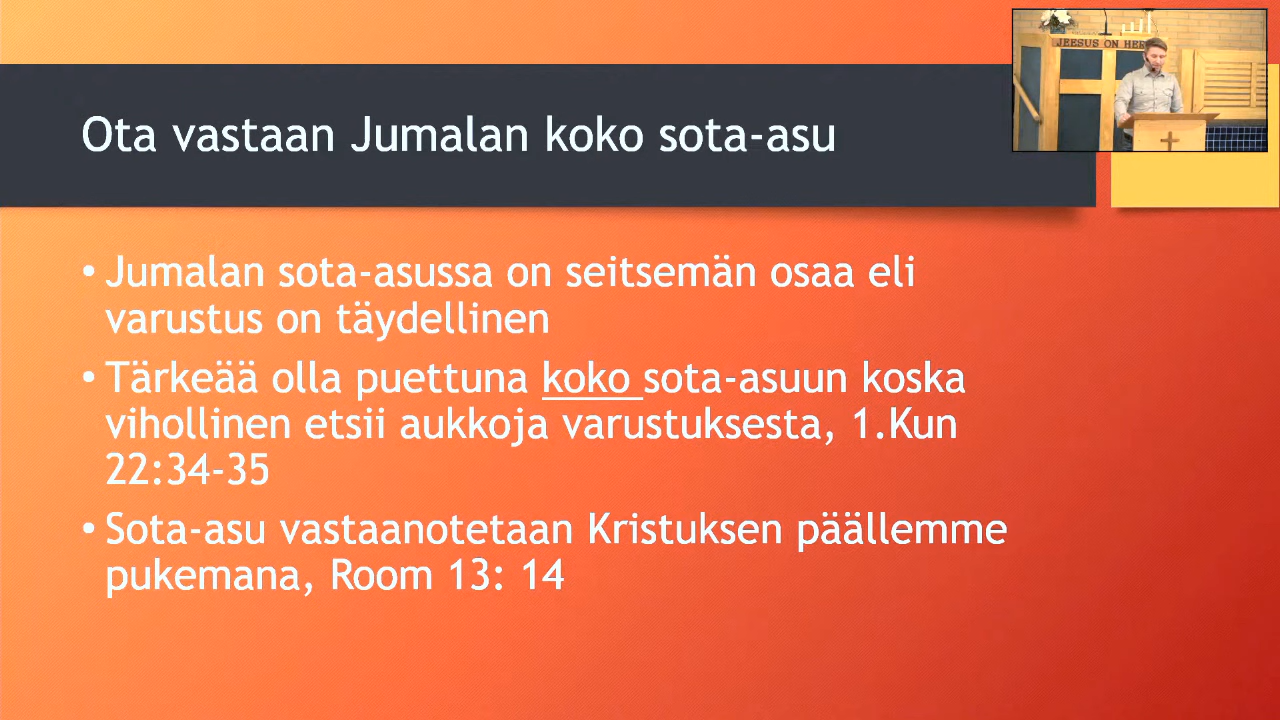 Ota vastaan Jumalan koko sota-asu
JEESUS ON HER
• Jumalan sota-asussa on seitsemän osaa eli
varustus on täydellinen
• Tärkeää olla puettuna koko sota-asuun koska
vihollinen etsii aukkoja varustuksesta, 1.Kun
22:34-35
• Sota-asu vastaanotetaan Kristuksen päällemme
pukemana, Room 13: 14